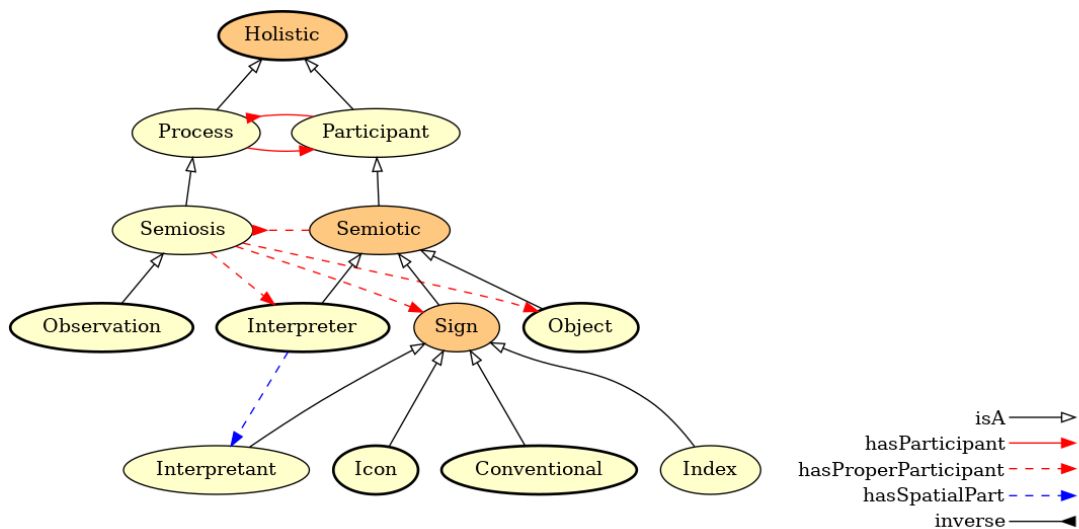 Holistic
Process
Participant
Semiosis
Semiotic
Observation
Interpreter
Sign
Object
Interpretant
Icon
Conventional
Index
isA
hasParticipant
hasProperParticipant
hasSpatialPart
inverse